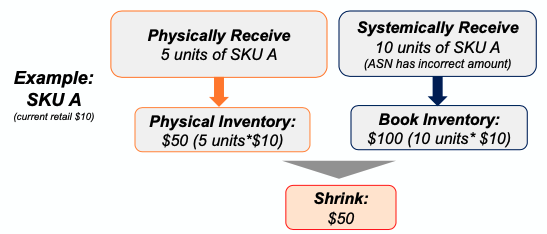 Physically Receive
5 units of SKU A
Systemically Receive
10 units of SKU A
(ASN has incorrect amount)
Example:
SKU A
(current retail $10)
Physical Inventory:
$50 (5 units*$10)
Book Inventory:
$100 (10 units* $10)
Shrink:
$50